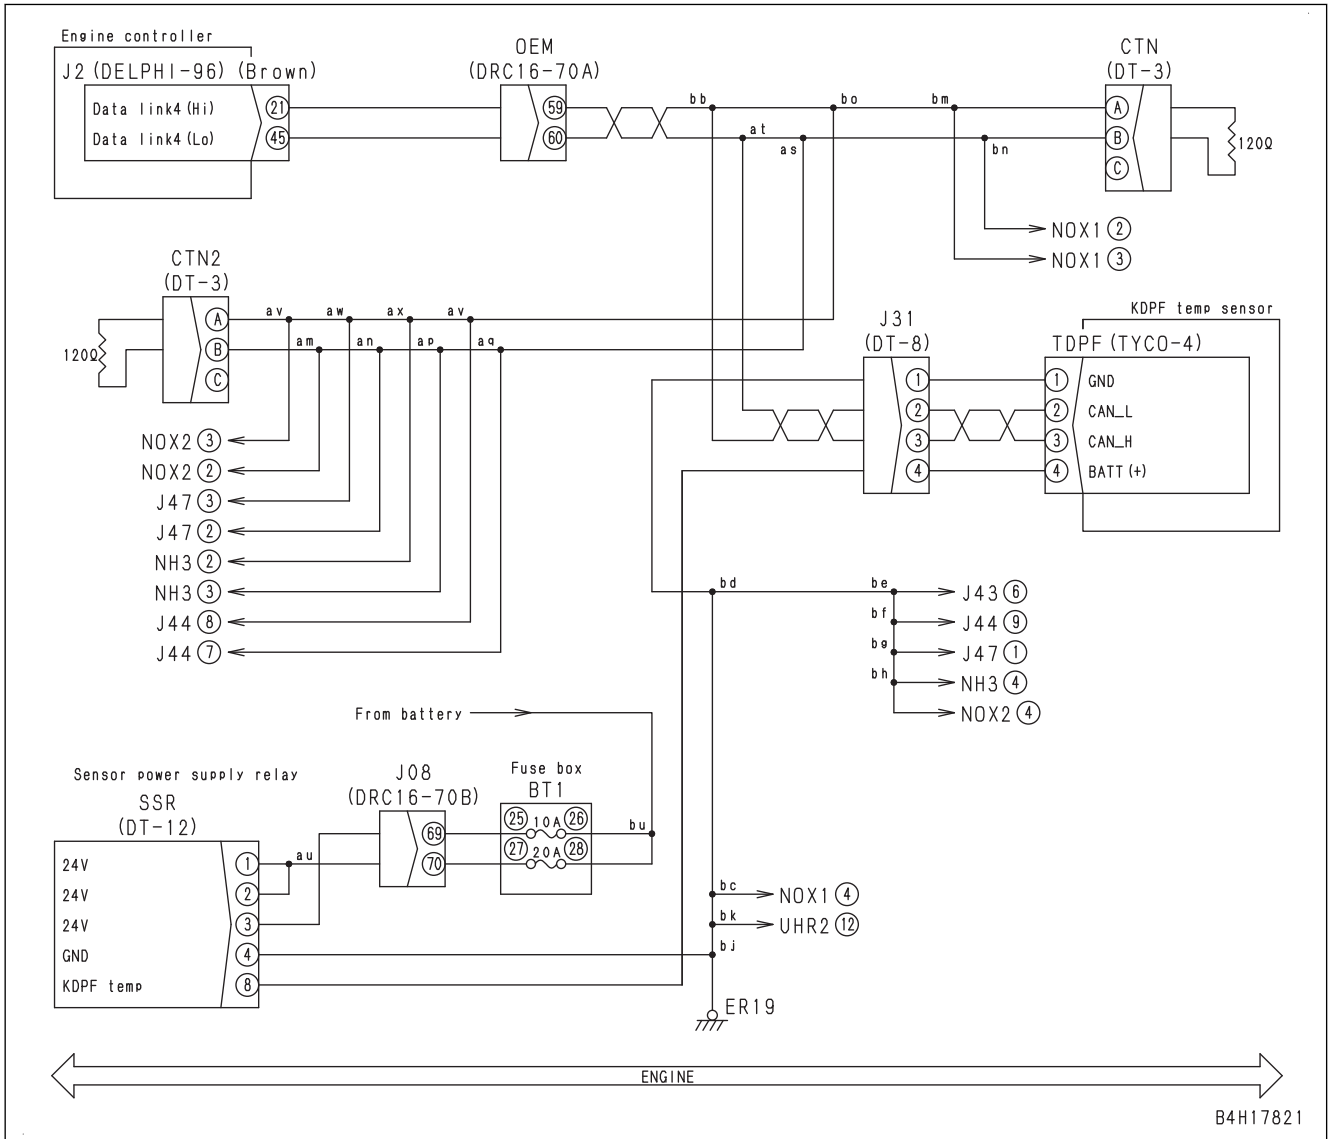 Engine controller
J2 (DELPHI-96) (Brown)
Data link4 (Hi) 21
Data link4 (Lo) 45
OEM
(DRC16-70A)
59
60
bb
bo
bm
at
as
bn
CTN
(DT-3)
A
B
C
120Ω
NOX1 2
NOX1 3
CTN2
(DT-3)
A
B
C
120Ω
av aw ax av
am an ap aq
NOX2 3
NOX2 2
J47 3
J47 2
NH3 2
NH3 3
J44 8
J44 7
J31
(DT-8)
1
2
3
4
KDPF temp sensor
TDPF (TYCO-4)
1 GND
2 CAN_L
3 CAN_H
4 BATT (+)
bd
be
bf
bg
bh
J43 6
J44 9
J47 1
NH3 4
NOX2 4
From battery
Sensor power supply relay
SSR
(DT-12)
24V 1
24V 2
24V 3
GND 4
KDPF temp 8
au
J08
(DRC16-70B)
69
70
Fuse box
BT1
25 10A 26
27 20A 28
bu
bc
NOX1 4
bk
UHR2 12
bj
ER19
ENGINE
B4H17821